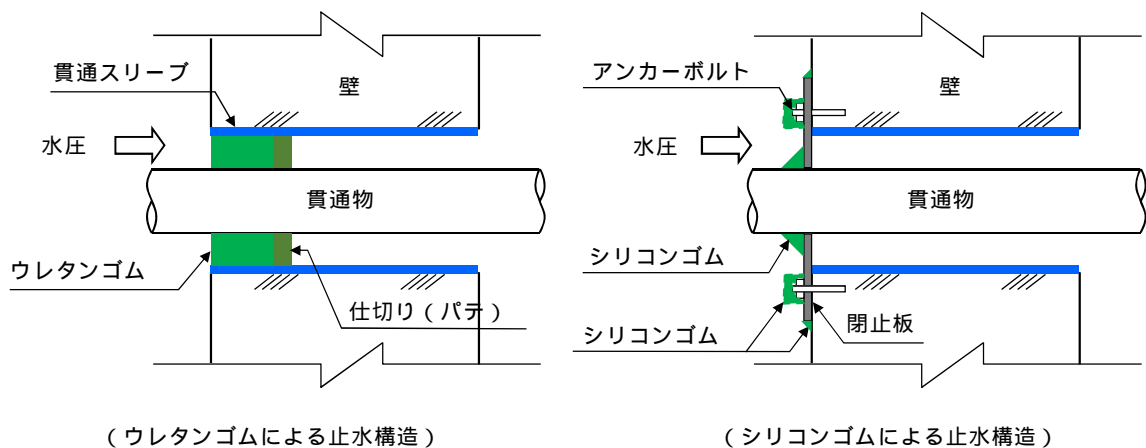 貫通スリーブ
壁
水圧
貫通物
ウレタンゴム
仕切り(パテ)
(ウレタンゴムによる止水構造)
アンカーボルト
壁
水圧
貫通物
シリコンゴム
シリコンゴム
閉止板
(シリコンゴムによる止水構造)